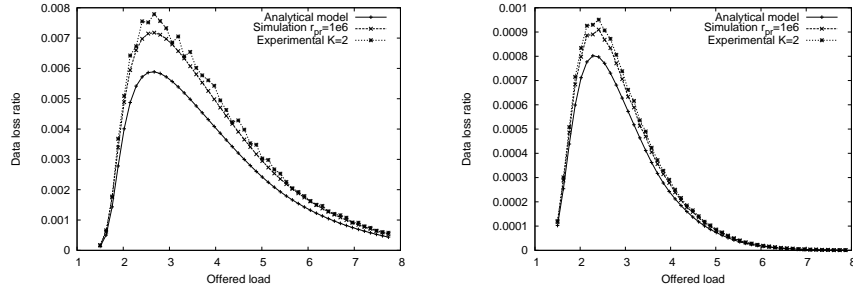 0.008
0.007
0.006
0.005
0.004
0.003
0.002
0.001
0
Data loss ratio
Analytical model
Simulation r_pr=1e6
Experimental K=2
1 2 3 4 5 6 7 8
Offered load
0.001
0.0009
0.0008
0.0007
0.0006
0.0005
0.0004
0.0003
0.0002
0.0001
0
Data loss ratio
Analytical model
Simulation r_pr=1e6
Experimental K=2
1 2 3 4 5 6 7 8
Offered load